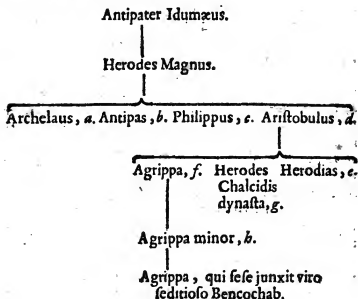 Antipater Idumæus.
Herodes Magnus.
Archelaus, a. Antipas, b. Philippus, c. Ariſtobulus, d.
Agrippa, f. Herodes Herodias, e.
Chalcidis
dynaſta, g.
Agrippa minor, h.
Agrippa, qui ſeſe junxit viro
ſeditioſo Bencochab.